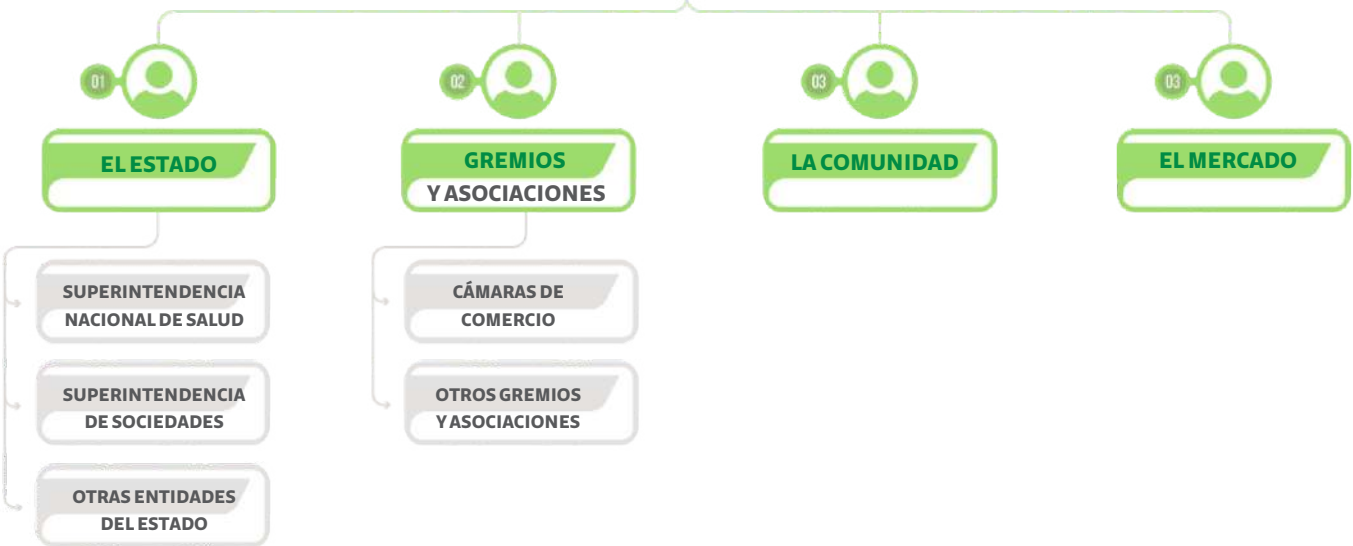 01
EL ESTADO
SUPERINTENDENCIA
NACIONAL DE SALUD
SUPERINTENDENCIA
DE SOCIEDADES
OTRAS ENTIDADES
DEL ESTADO
02
GREMIOS
Y ASOCIACIONES
CÁMARAS DE
COMERCIO
OTROS GREMIOS
Y ASOCIACIONES
03
LA COMUNIDAD
03
EL MERCADO